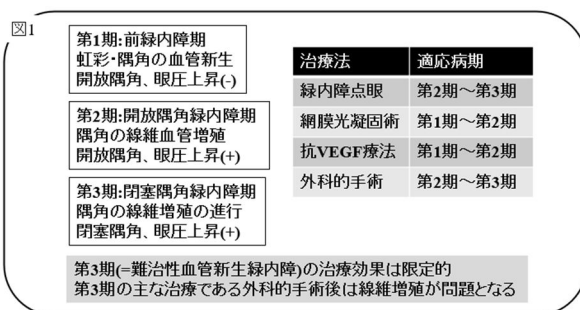 図1
第1期:前緑内障期
虹彩・隅角の血管新生
開放隅角、眼圧上昇(-)
第2期:開放隅角緑内障期
隅角の線維血管増殖
開放隅角、眼圧上昇(+)
第3期:閉塞隅角緑内障期
隅角の線維増殖の進行
閉塞隅角、眼圧上昇(+)
治療法 適応病期
緑内障点眼 第2期～第3期
網膜光凝固術 第1期～第2期
抗VEGF療法 第1期～第2期
外科的手術 第2期～第3期
第3期(=難治性血管新生緑内障)の治療効果は限定的
第3期の主な治療である外科的手術後は線維増殖が問題となる